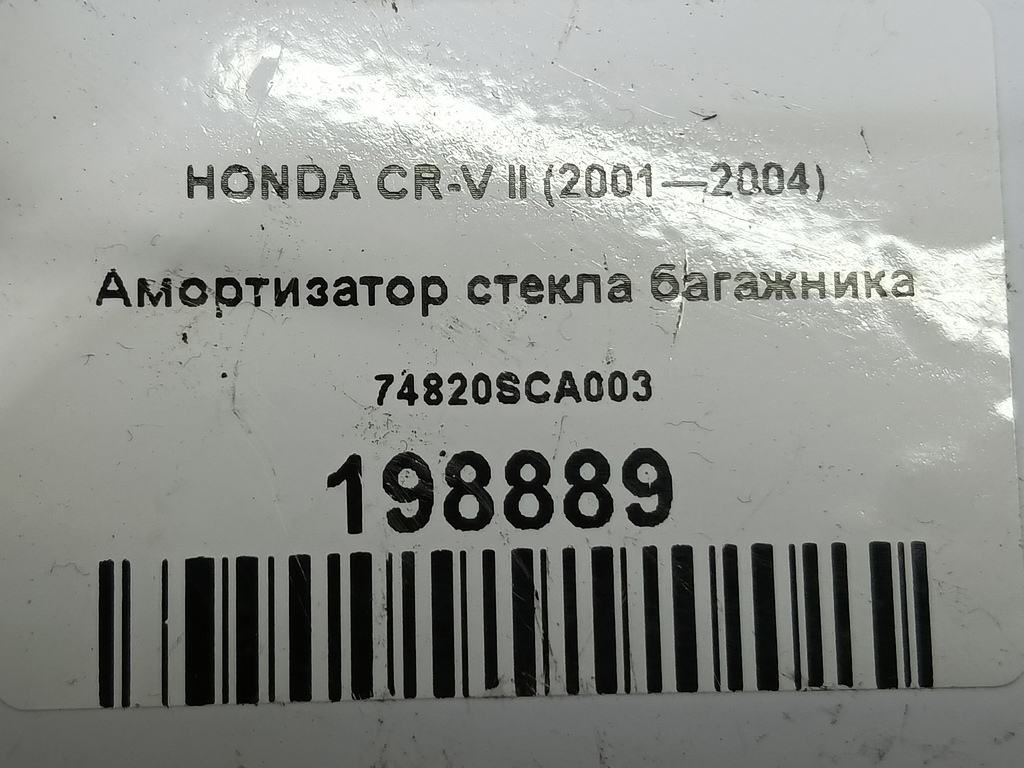 HONDA CR-V II (2001—2004)
Амортизатор стекла багажника
74820SCA003
198889